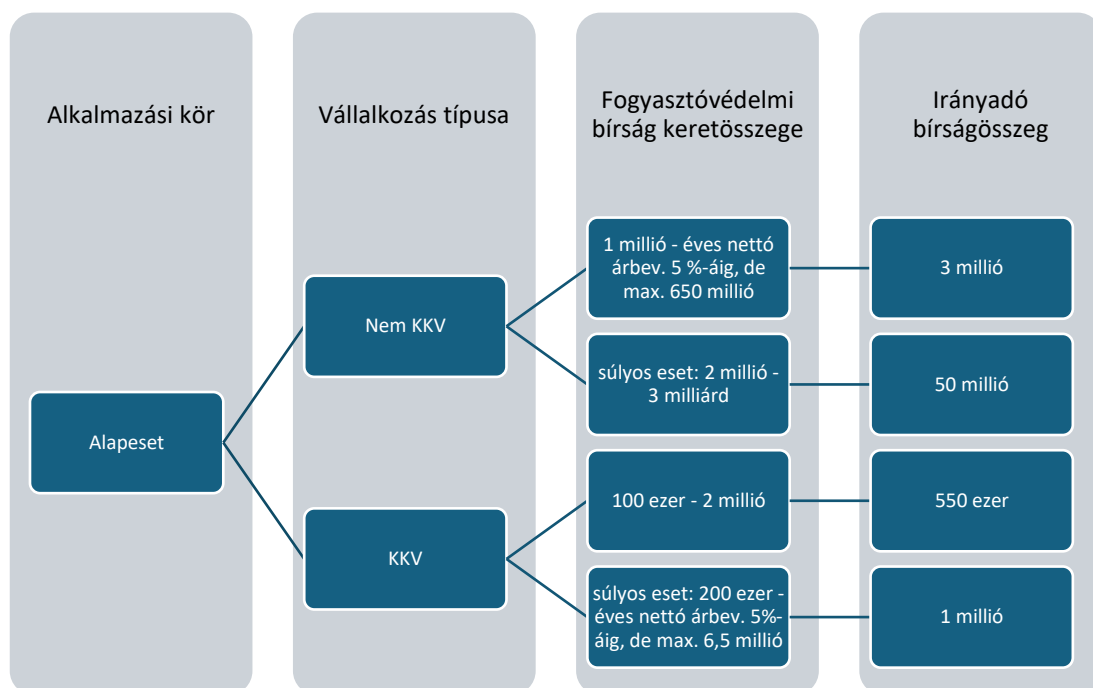 Alkalmazási kör
Vállalkozás típusa
Fogyasztóvédelmi
bírság keretösszege
Irányadó
bírságösszeg
Alapeset
Nem KKV
1 millió - éves nettó
árbev. 5 %-áig, de
max. 650 millió
3 millió
súlyos eset: 2 millió -
3 milliárd
50 millió
KKV
100 ezer - 2 millió
550 ezer
súlyos eset: 200 ezer -
éves nettó árbev. 5%-
áig, de max. 6,5 millió
1 millió